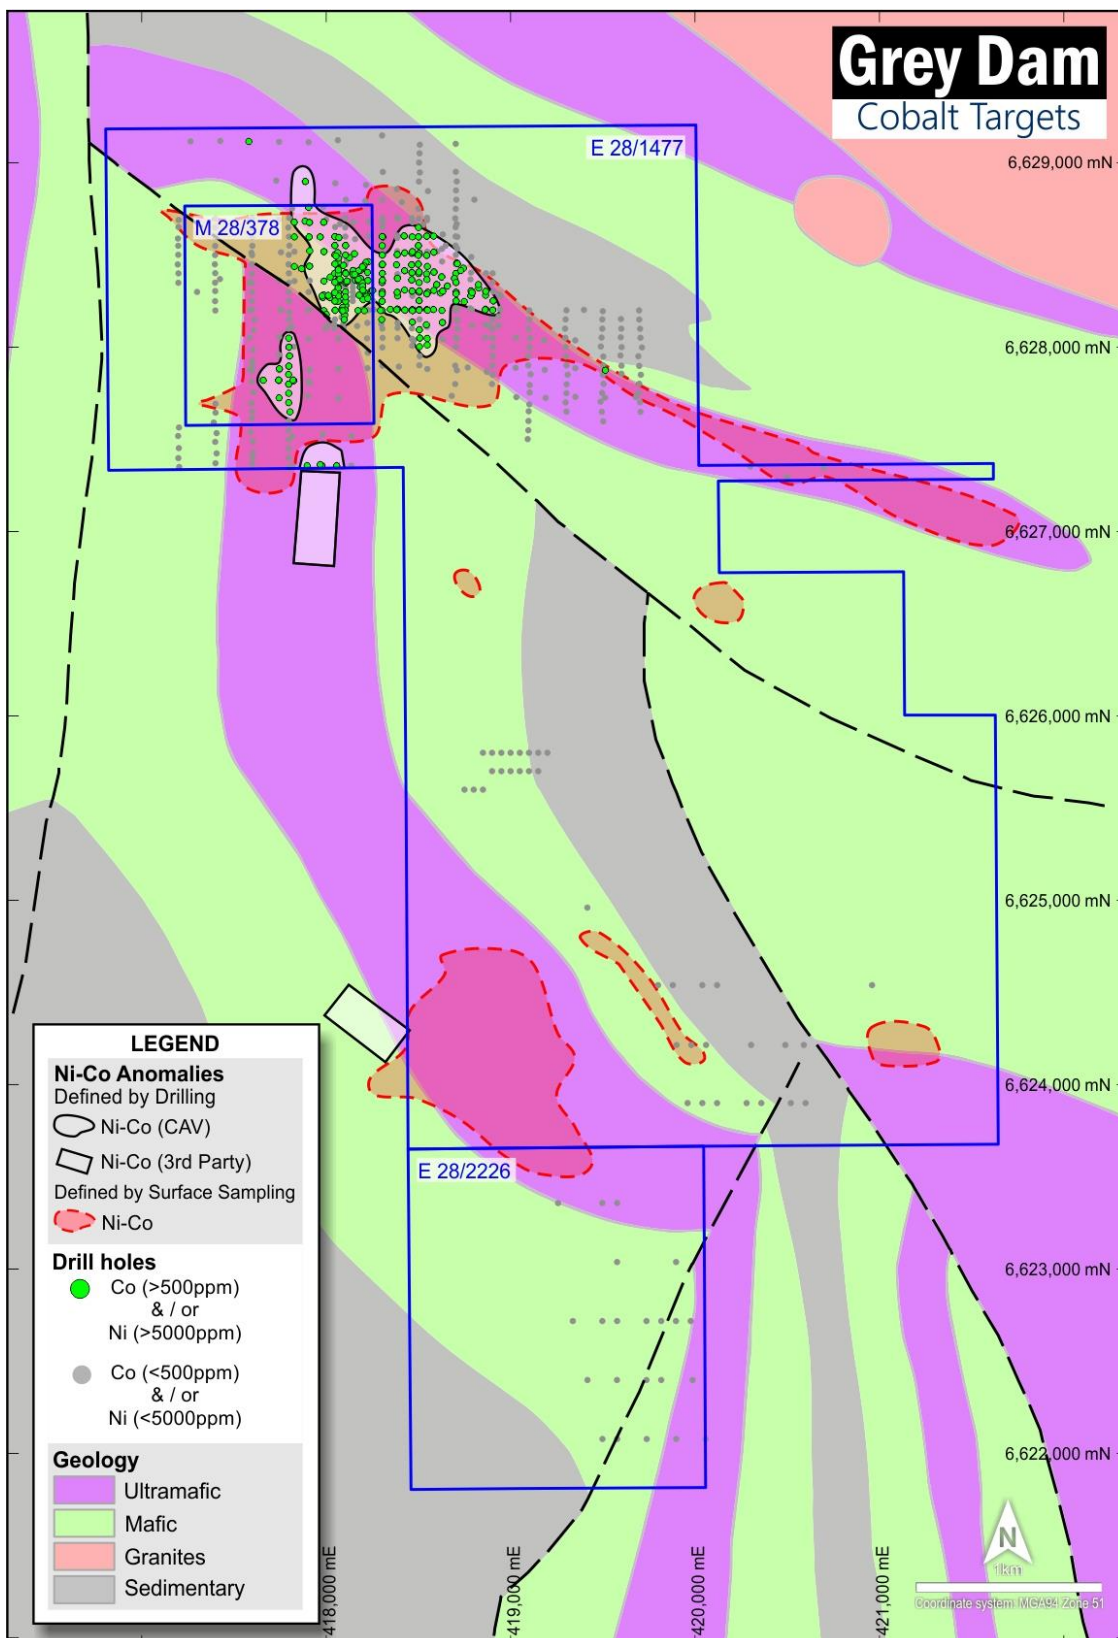 Grey Dam
Cobalt Targets
E 28/1477
6,629,000 mN
M 28/378
6,628,000 mN
6,627,000 mN
6,626,000 mN
6,625,000 mN
6,624,000 mN
E 28/2226
6,623,000 mN
6,622,000 mN
LEGEND
Ni-Co Anomalies
Defined by Drilling
Ni-Co (CAV)
Ni-Co (3rd Party)
Defined by Surface Sampling
Ni-Co
Drill holes
Co (>500ppm)
& / or
Ni (>5000ppm)
Co (<500ppm)
& / or
Ni (<5000ppm)
Geology
Ultramafic
Mafic
Granites
Sedimentary
418,000 mE
419,000 mE
420,000 mE
421,000 mE
N
1km
Coordinate system: MGA94 Zone 51